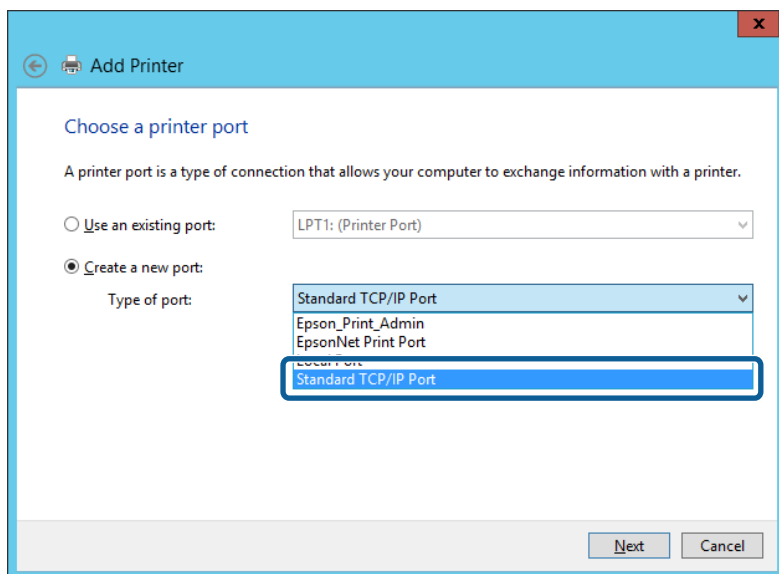 x
Add Printer
Choose a printer port
A printer port is a type of connection that allows your computer to exchange information with a printer.
Use an existing port: LPT1: (Printer Port)
Create a new port:
Type of port: Standard TCP/IP Port
Epson_Print_Admin
EpsonNet Print Port
Local Port
Standard TCP/IP Port
Next Cancel